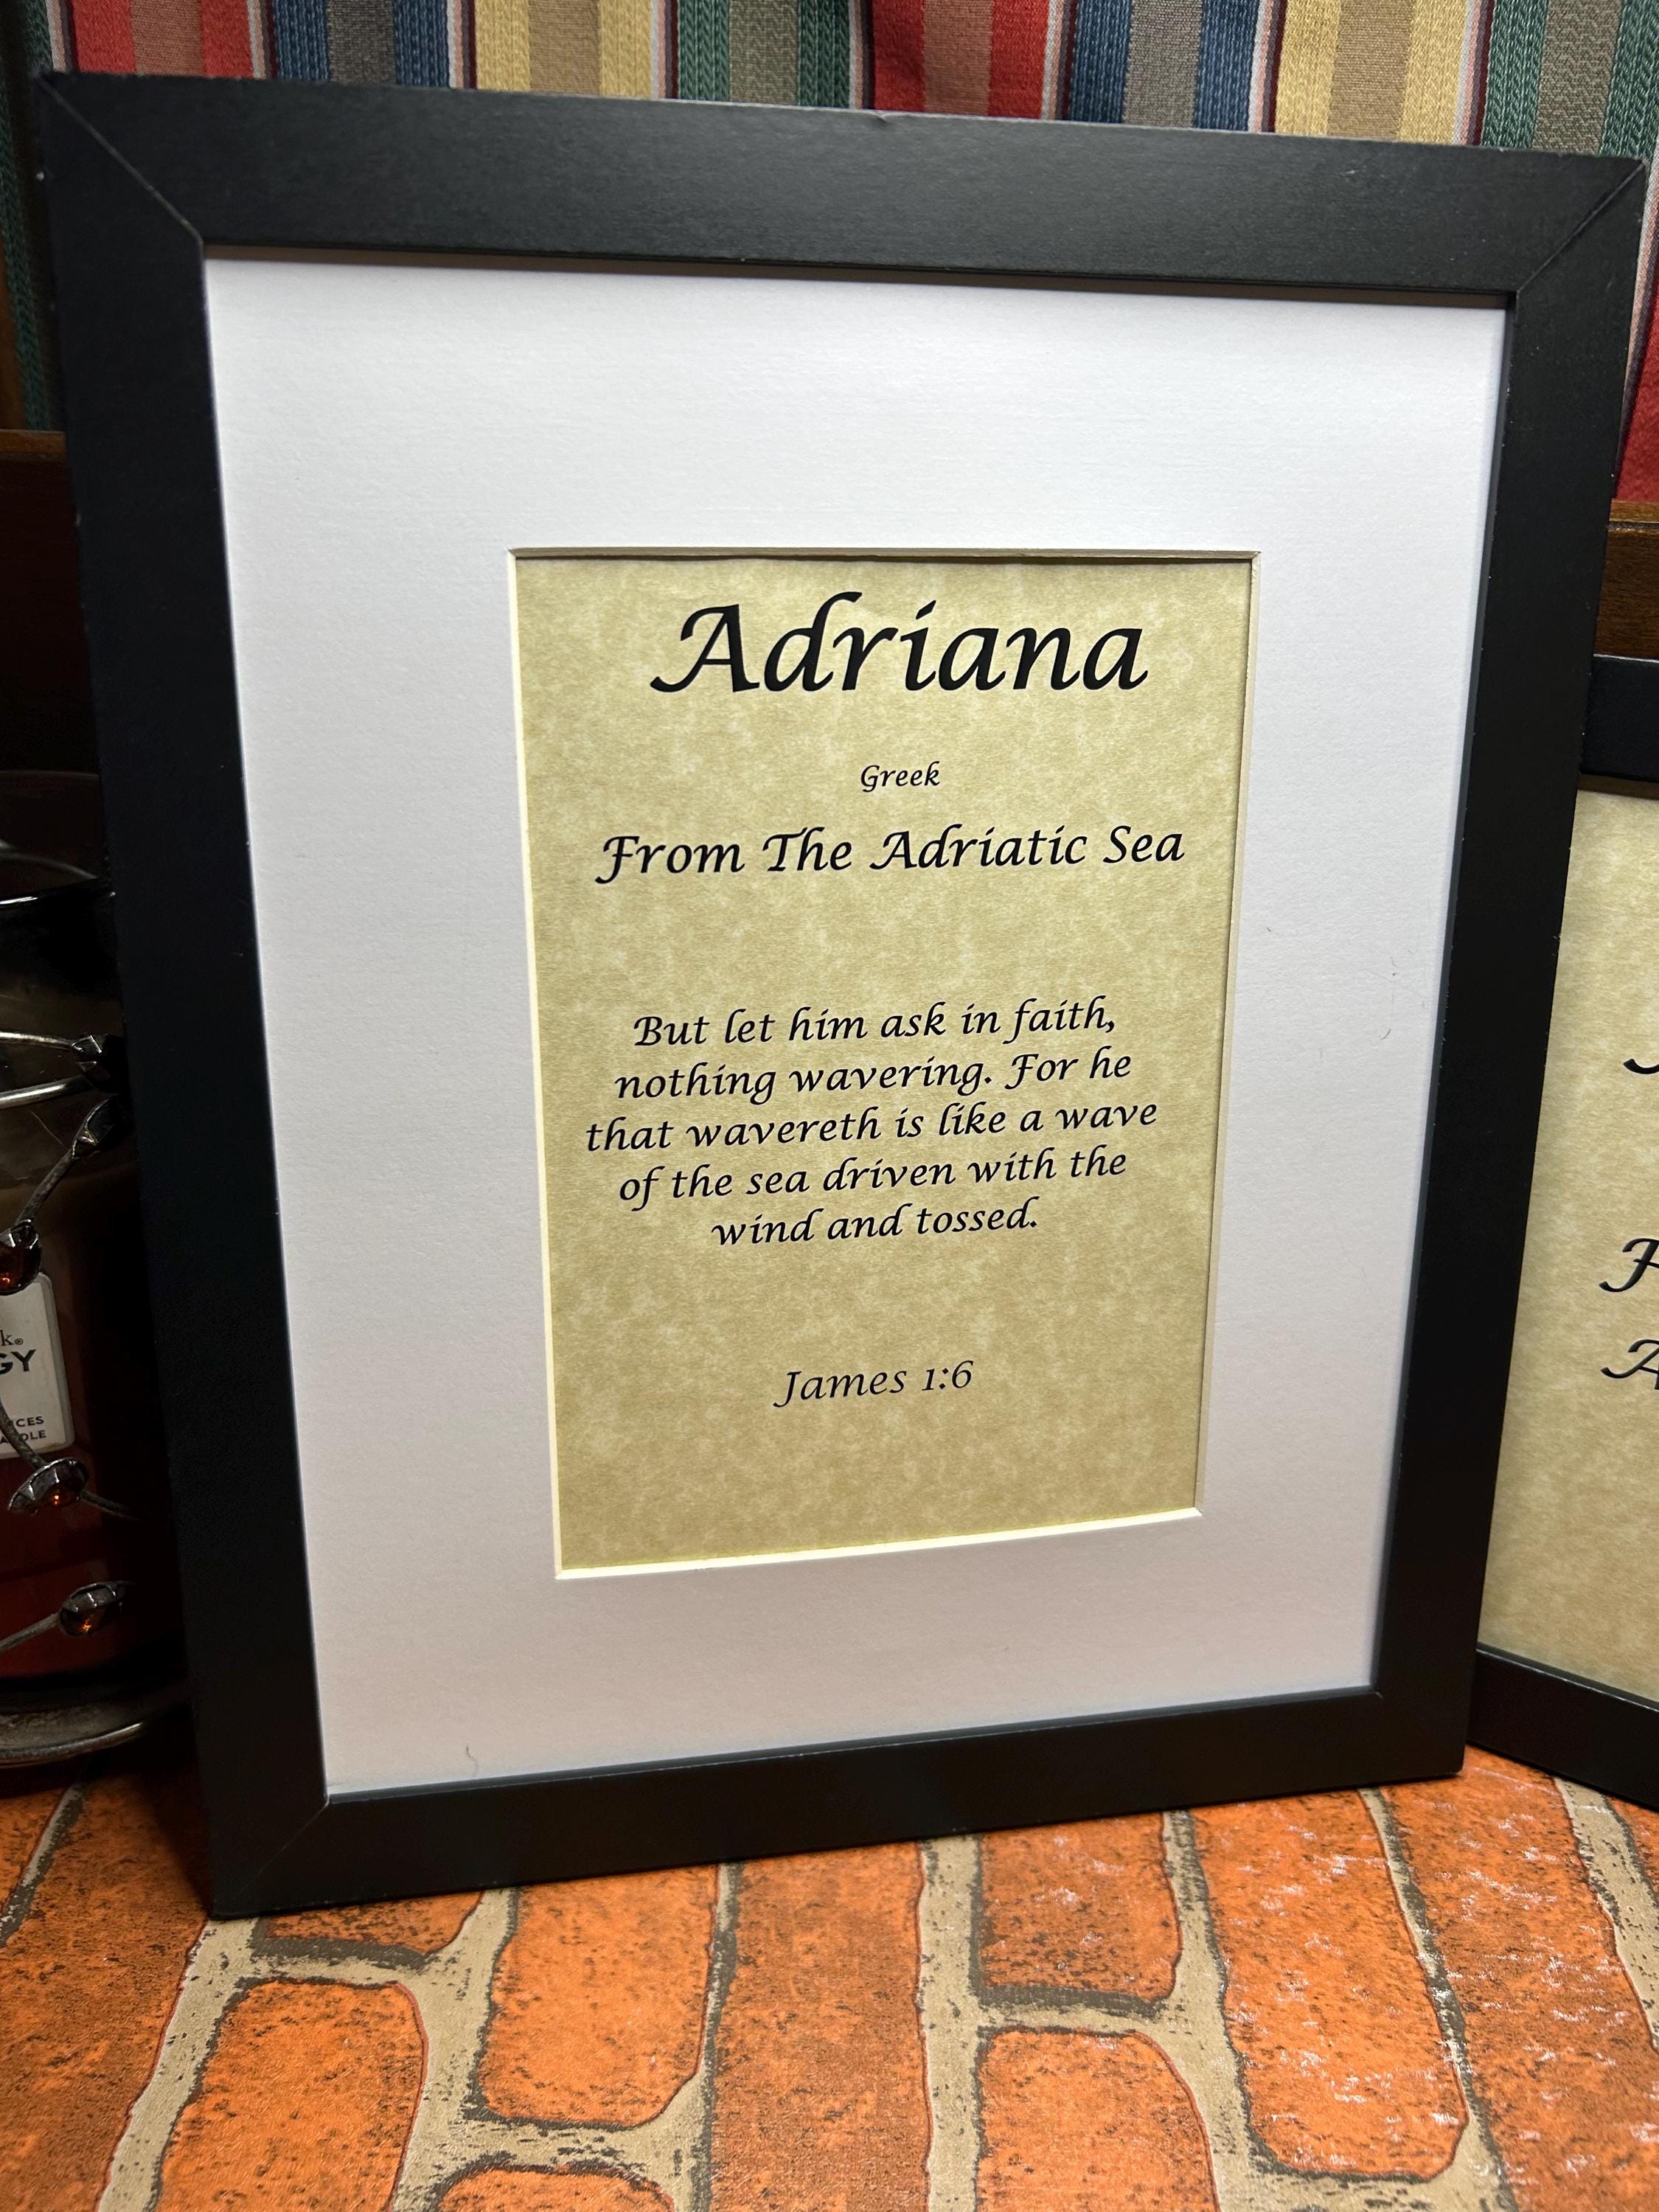 Adriana
Greek
From The Adriatic Sea
But let him ask in faith,
nothing wavering. For he
that wavereth is like a wave
of the sea driven with the
wind and tossed.
James 1:6